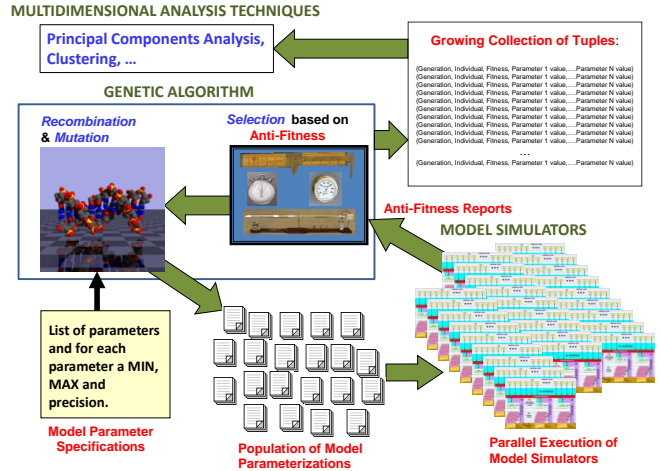 MULTIDIMENSIONAL ANALYSIS TECHNIQUES
Principal Components Analysis,
Clustering, ...
Growing Collection of Tuples:
(Generation, Individual, Fitness, Parameter 1 value,....Parameter N value)
(Generation, Individual, Fitness, Parameter 1 value,....Parameter N value)
(Generation, Individual, Fitness, Parameter 1 value,....Parameter N value)
(Generation, Individual, Fitness, Parameter 1 value,....Parameter N value)
(Generation, Individual, Fitness, Parameter 1 value,....Parameter N value)
(Generation, Individual, Fitness, Parameter 1 value,....Parameter N value)
(Generation, Individual, Fitness, Parameter 1 value,....Parameter N value)
(Generation, Individual, Fitness, Parameter 1 value,....Parameter N value)
(Generation, Individual, Fitness, Parameter 1 value,....Parameter N value)
...
(Generation, Individual, Fitness, Parameter 1 value,....Parameter N value)
GENETIC ALGORITHM
Recombination
& Mutation
Selection based on
Anti-Fitness
Anti-Fitness Reports
MODEL SIMULATORS
List of parameters
and for each
parameter a MIN,
MAX and
precision.
Model Parameter
Specifications
Population of Model
Parameterizations
Parallel Execution of
Model Simulators